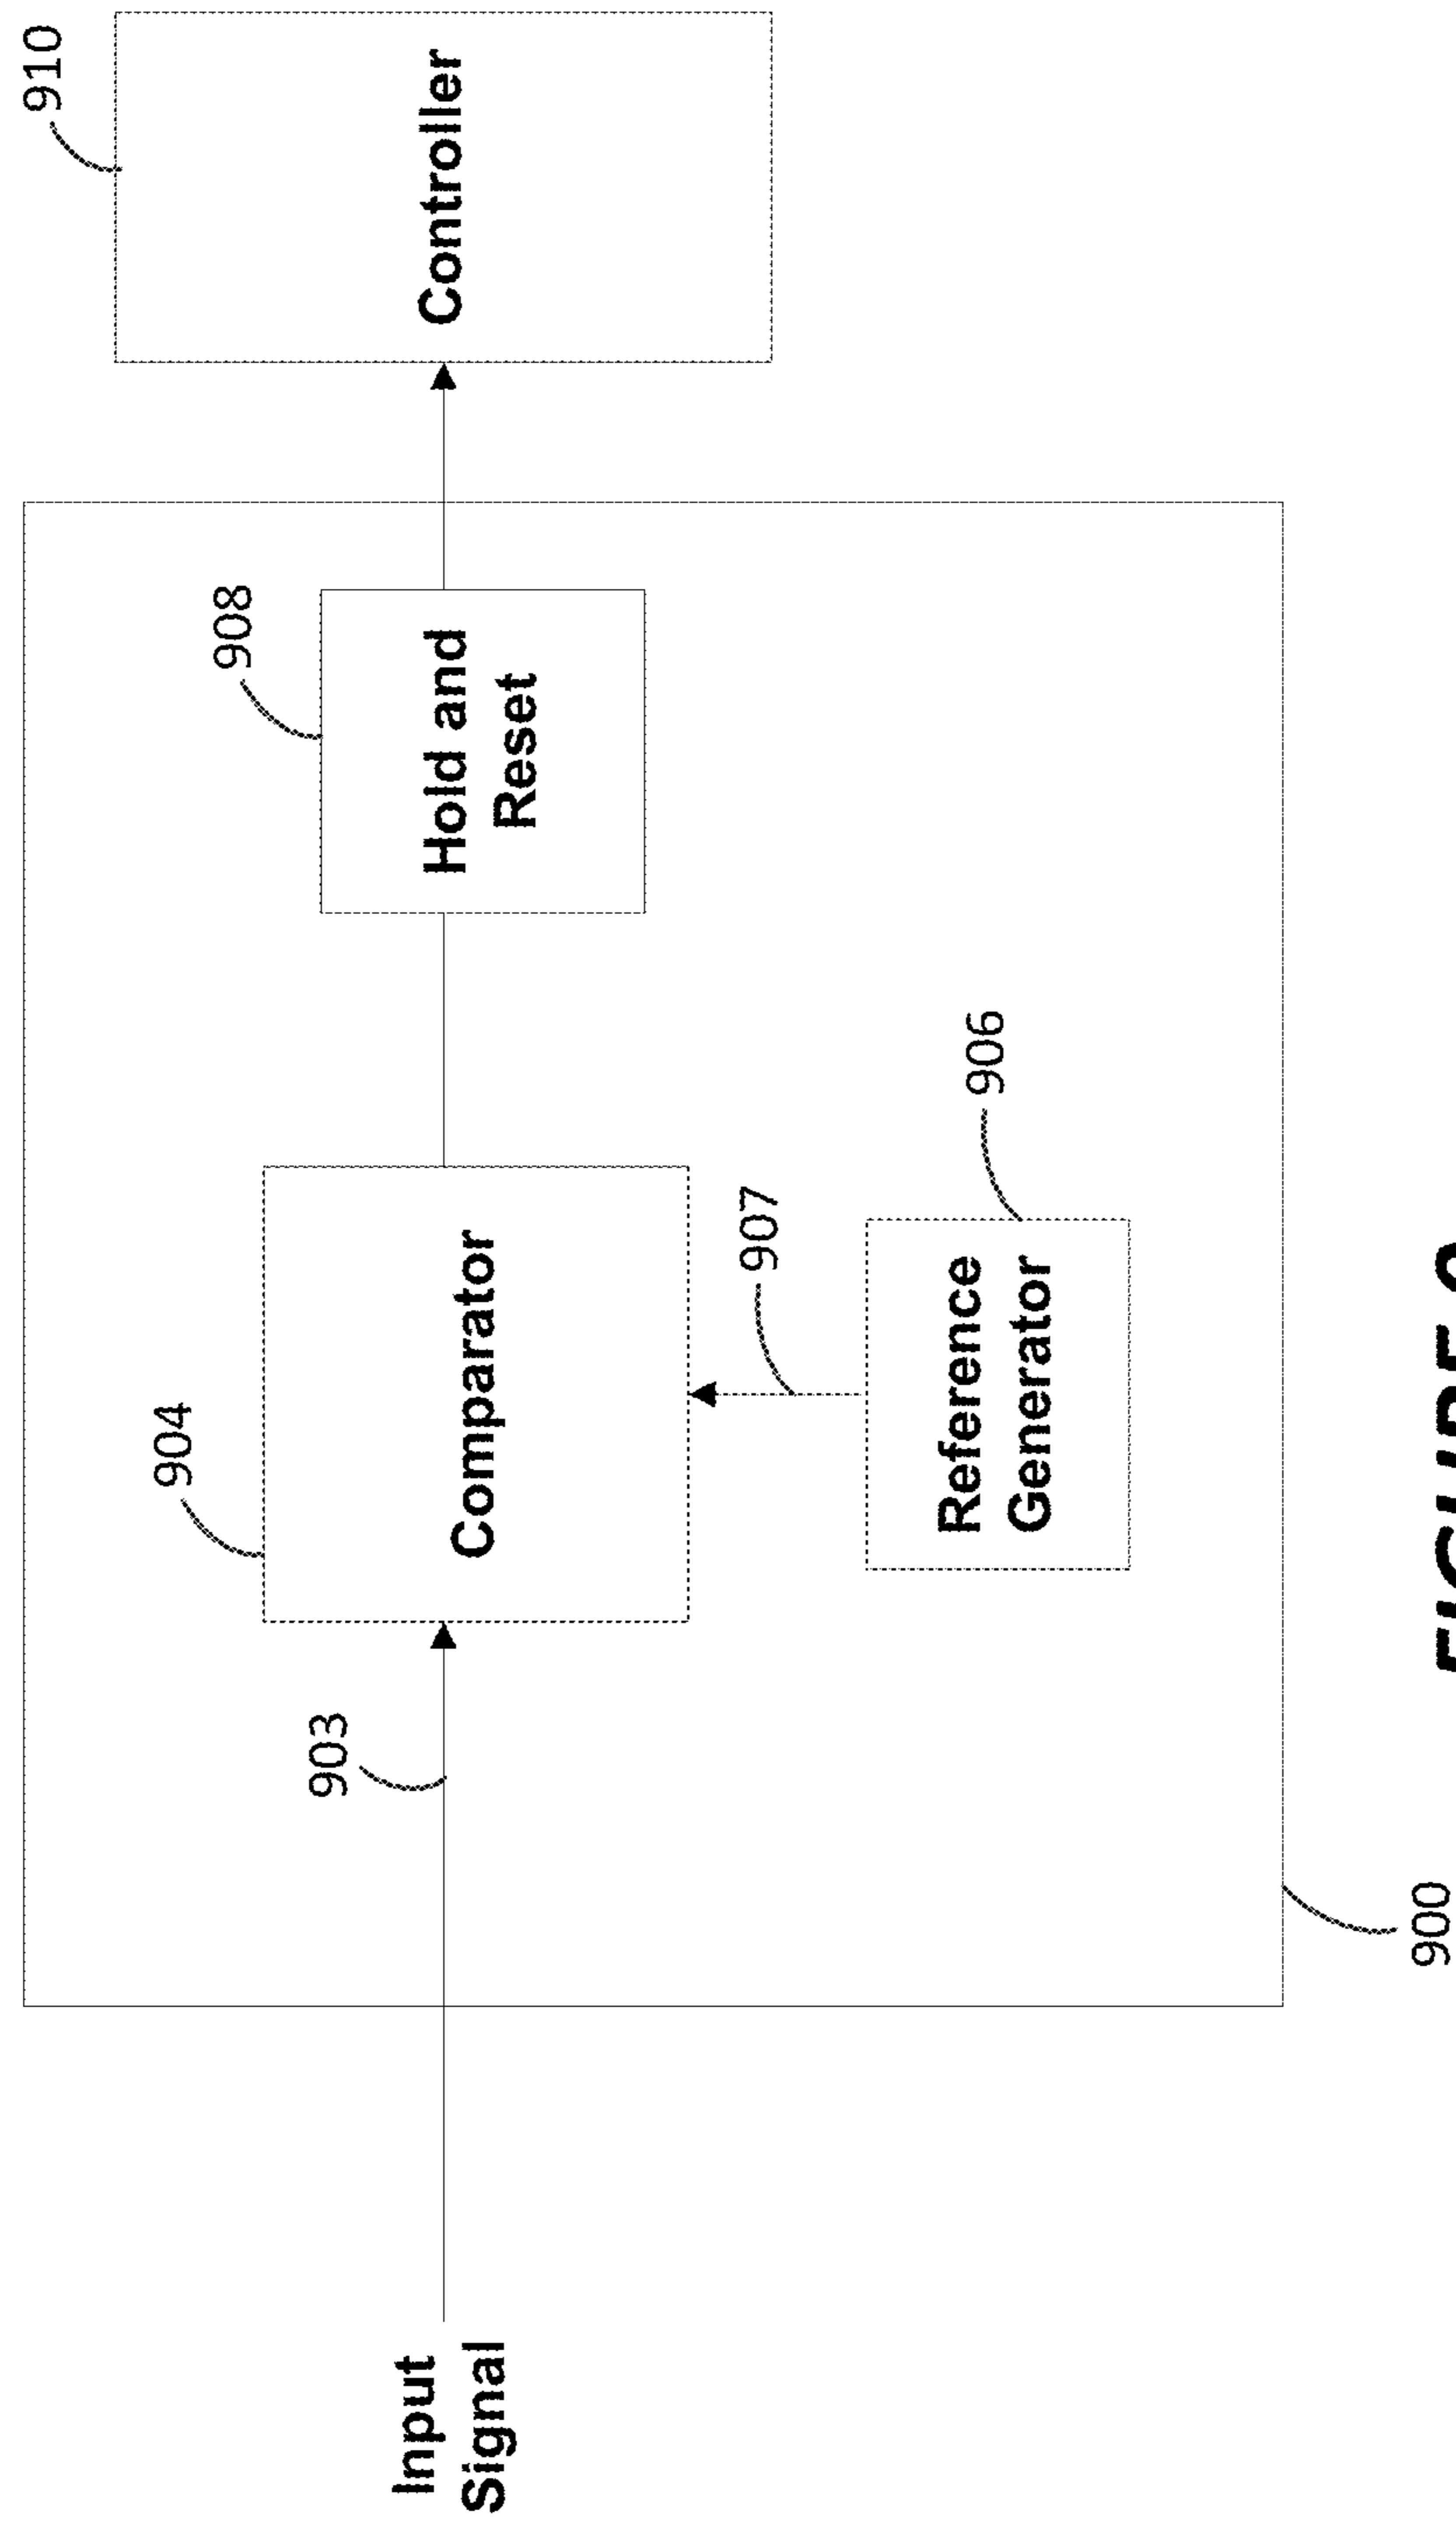 910
Controller
908
Hold and
Reset
904
Comparator
903
907
906
Reference
Generator
Input
Signal
900